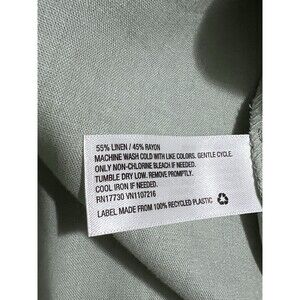 55% LINEN / 45% RAYON
MACHINE WASH COLD WITH LIKE COLORS. GENTLE CYCLE.
ONLY NON-CHLORINE BLEACH IF NEEDED.
TUMBLE DRY LOW. REMOVE PROMPTLY.
COOL IRON IF NEEDED.
RN17730 VN1107216
LABEL MADE FROM 100% RECYCLED PLASTIC